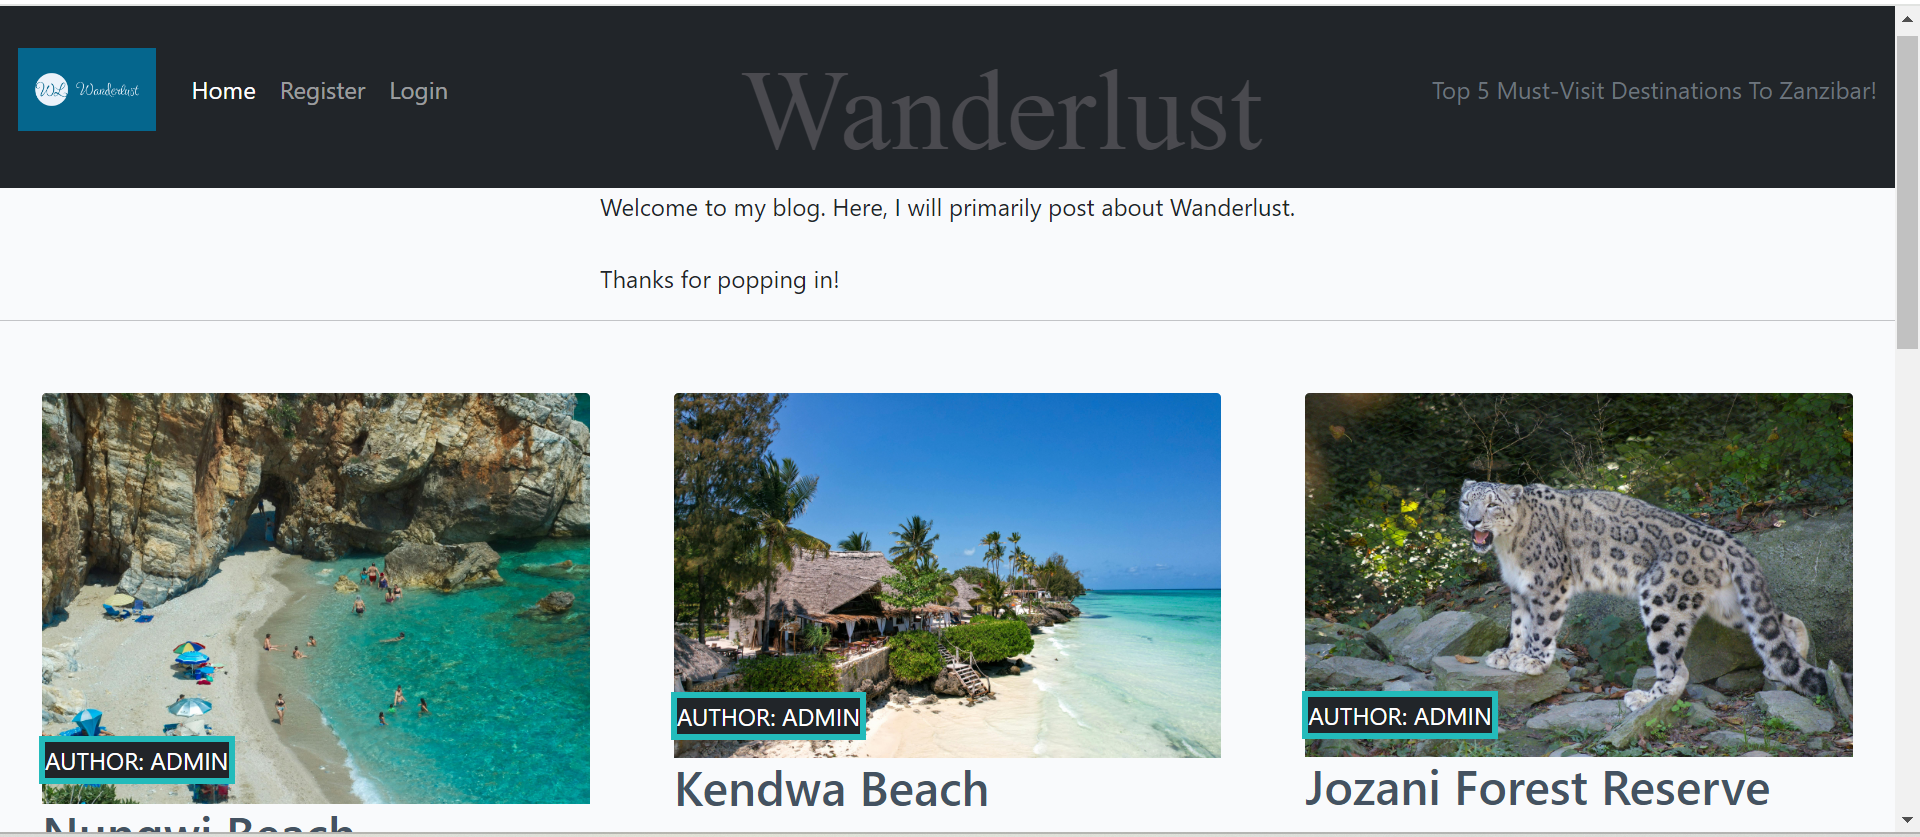 WL Wanderlust
Home Register Login
Wanderlust
Top 5 Must-Visit Destinations To Zanzibar!
Welcome to my blog. Here, I will primarily post about Wanderlust.
Thanks for popping in!
AUTHOR: ADMIN
Nungwi Beach
AUTHOR: ADMIN
Kendwa Beach
AUTHOR: ADMIN
Jozani Forest Reserve